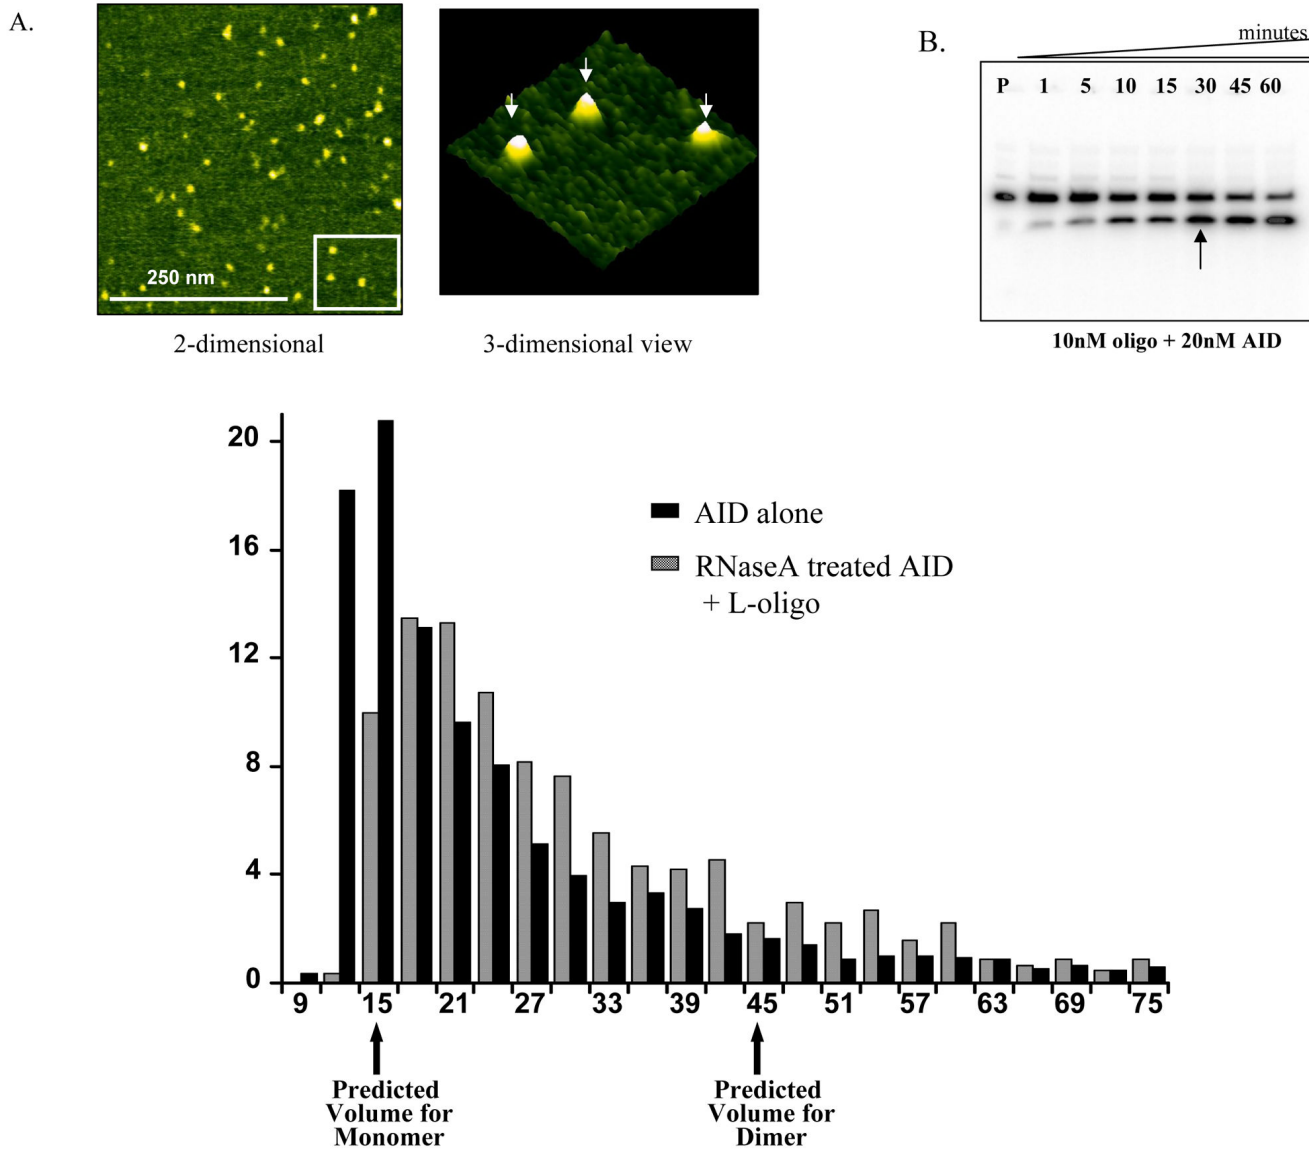 A.
250 nm
2-dimensional
3-dimensional view
B.
minutes
P 1 5 10 15 30 45 60
10nM oligo + 20nM AID
20
16
12
8
4
0
AID alone
RNaseA treated AID
+ L-oligo
9 15 21 27 33 39 45 51 57 63 69 75
Predicted
Volume for
Monomer
Predicted
Volume for
Dimer